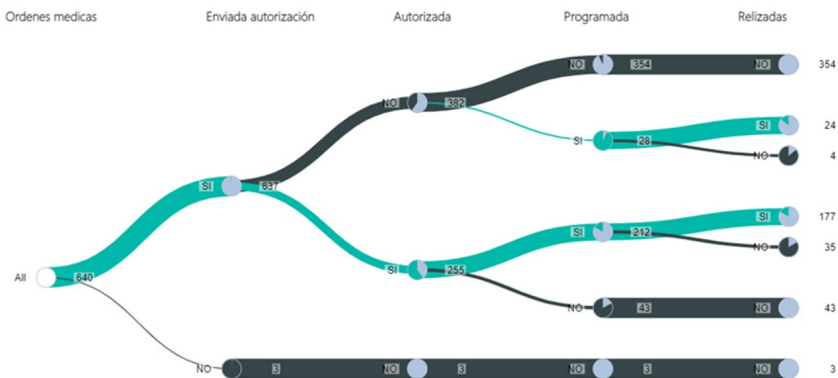 Ordenes medicas Enviada autorización Autorizada Programada Relizadas
NO 354 NO 354
NO 382
SI 24
SI 28
NO 4
SI 637
SI 177
SI 212
NO 35
SI 255
All 640
NO 43 NO 43
NO 3 NO 3 NO 3 NO 3